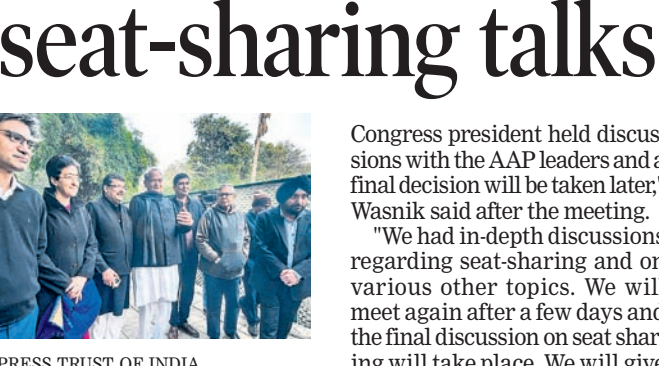 seat-sharing talks
PRESS TRUST OF INDIA
Congress president held discus-
sions with the AAP leaders and a
final decision will be taken later,"
Wasnik said after the meeting.
"We had in-depth discussions
regarding seat-sharing and on
various other topics. We will
meet again after a few days and
the final discussion on seat shar-
ing will take place. We will give